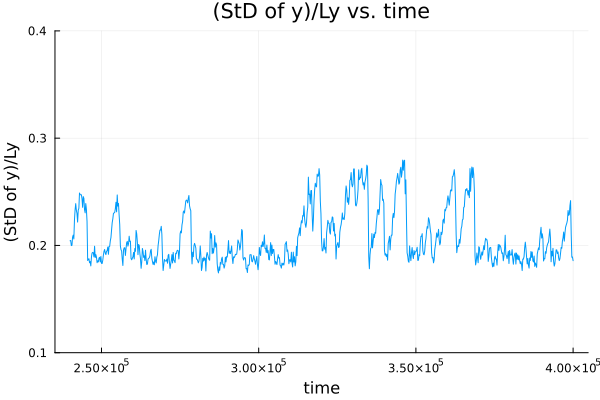 (StD of y)/Ly vs. time
0.4
0.3
0.2
0.1
(StD of y)/Ly
2.50×10⁵ 3.00×10⁵ 3.50×10⁵ 4.00×10⁵
time